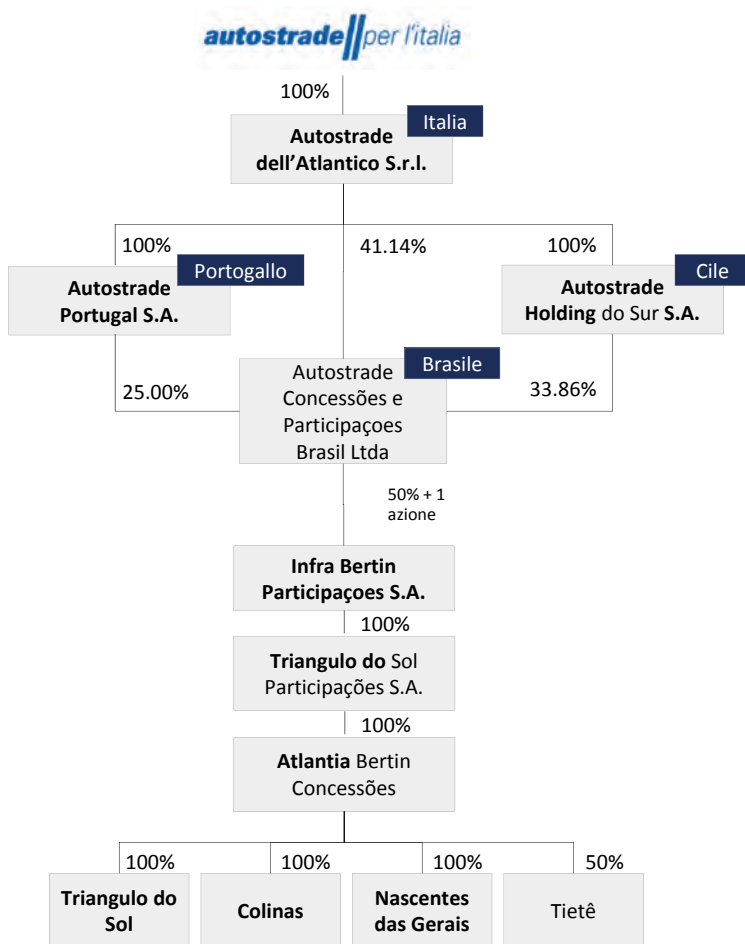 autostrade//per l'italia
100%
Italia
Autostrade
dell'Atlantico S.r.l.
100%
41.14%
100%
Portogallo
Cile
Autostrade
Portugal S.A.
Autostrade
Holding do Sur S.A.
Brasile
25.00%
Autostrade
Concessões e
Participaçoes
Brasil Ltda
33.86%
50% + 1
azione
Infra Bertin
Participaçoes S.A.
100%
Triangulo do Sol
Participações S.A.
100%
Atlantia Bertin
Concessões
100%
100%
100%
50%
Triangulo do
Sol
Colinas
Nascentes
das Gerais
Tietê